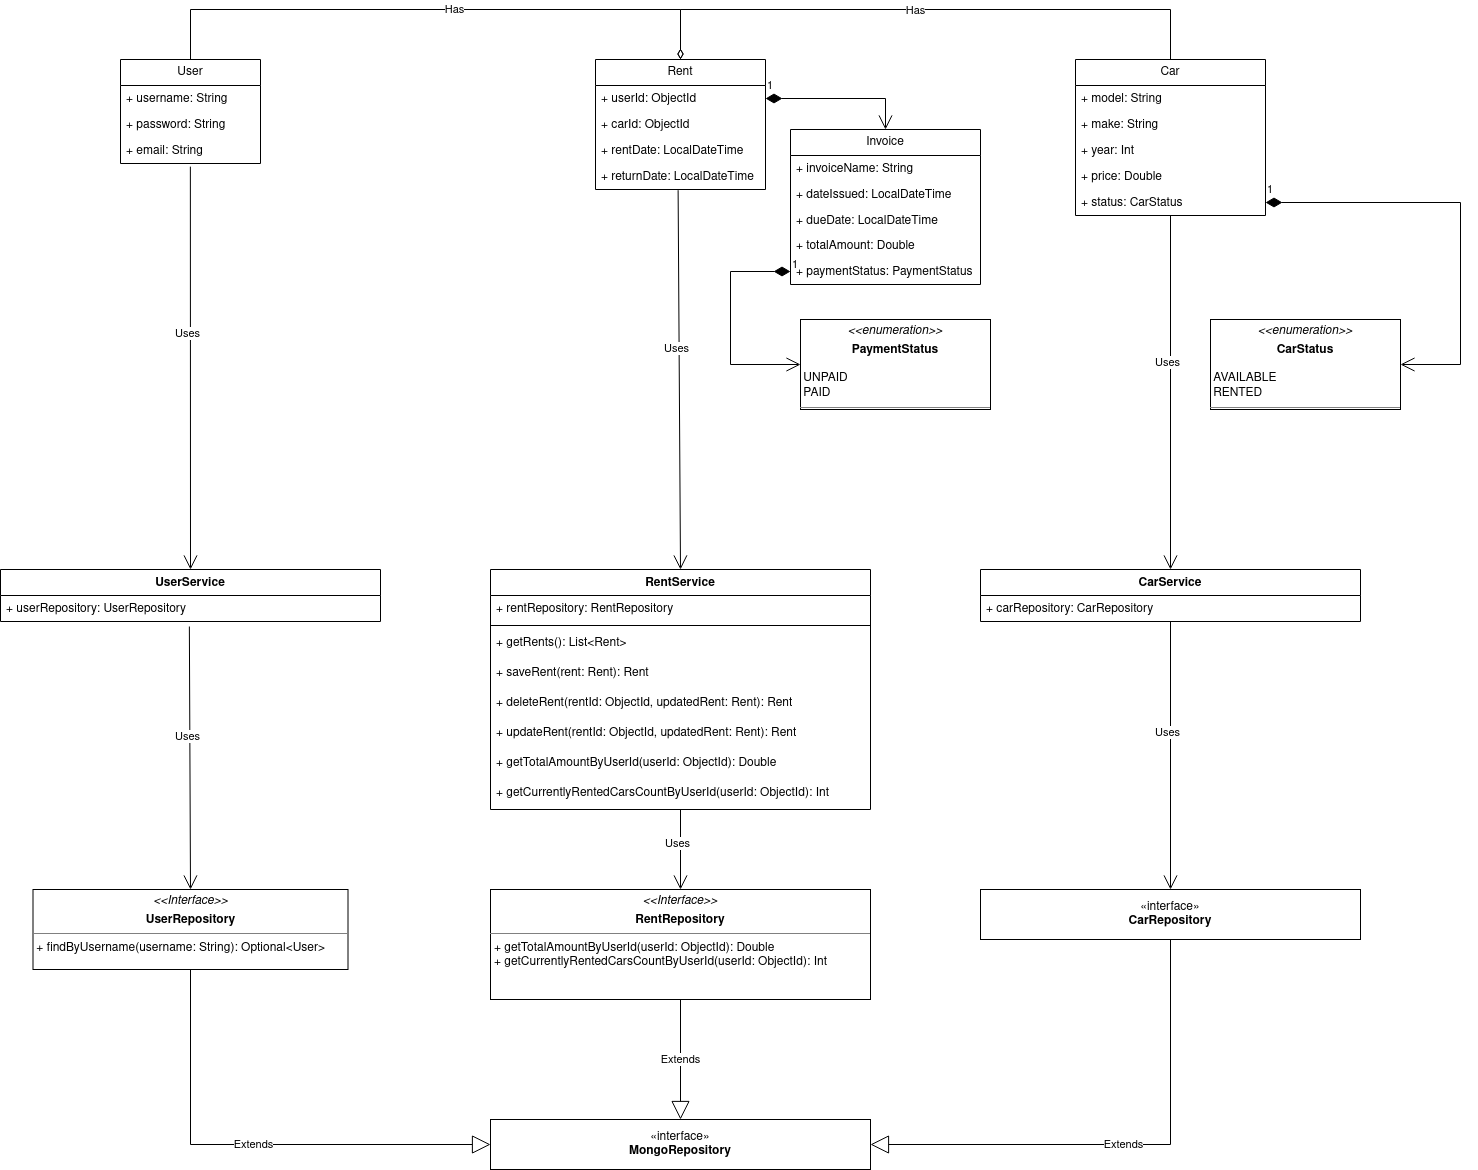 Has
Has
User
+ username: String
+ password: String
+ email: String
Rent
+ userId: ObjectId
+ carId: ObjectId
+ rentDate: LocalDateTime
+ returnDate: LocalDateTime
1
Invoice
+ invoiceName: String
+ dateIssued: LocalDateTime
+ dueDate: LocalDateTime
+ totalAmount: Double
+ paymentStatus: PaymentStatus
1
Car
+ model: String
+ make: String
+ year: Int
+ price: Double
+ status: CarStatus
1
<<enumeration>>
PaymentStatus
UNPAID
PAID
<<enumeration>>
CarStatus
AVAILABLE
RENTED
Uses
Uses
Uses
UserService
+ userRepository: UserRepository
RentService
+ rentRepository: RentRepository
+ getRents(): List<Rent>
+ saveRent(rent: Rent): Rent
+ deleteRent(rentId: ObjectId, updatedRent: Rent): Rent
+ updateRent(rentId: ObjectId, updatedRent: Rent): Rent
+ getTotalAmountByUserId(userId: ObjectId): Double
+ getCurrentlyRentedCarsCountByUserId(userId: ObjectId): Int
CarService
+ carRepository: CarRepository
Uses
Uses
Uses
<<Interface>>
UserRepository
+ findByUsername(username: String): Optional<User>
<<Interface>>
RentRepository
+ getTotalAmountByUserId(userId: ObjectId): Double
+ getCurrentlyRentedCarsCountByUserId(userId: ObjectId): Int
«interface»
CarRepository
Extends
Extends
Extends
«interface»
MongoRepository